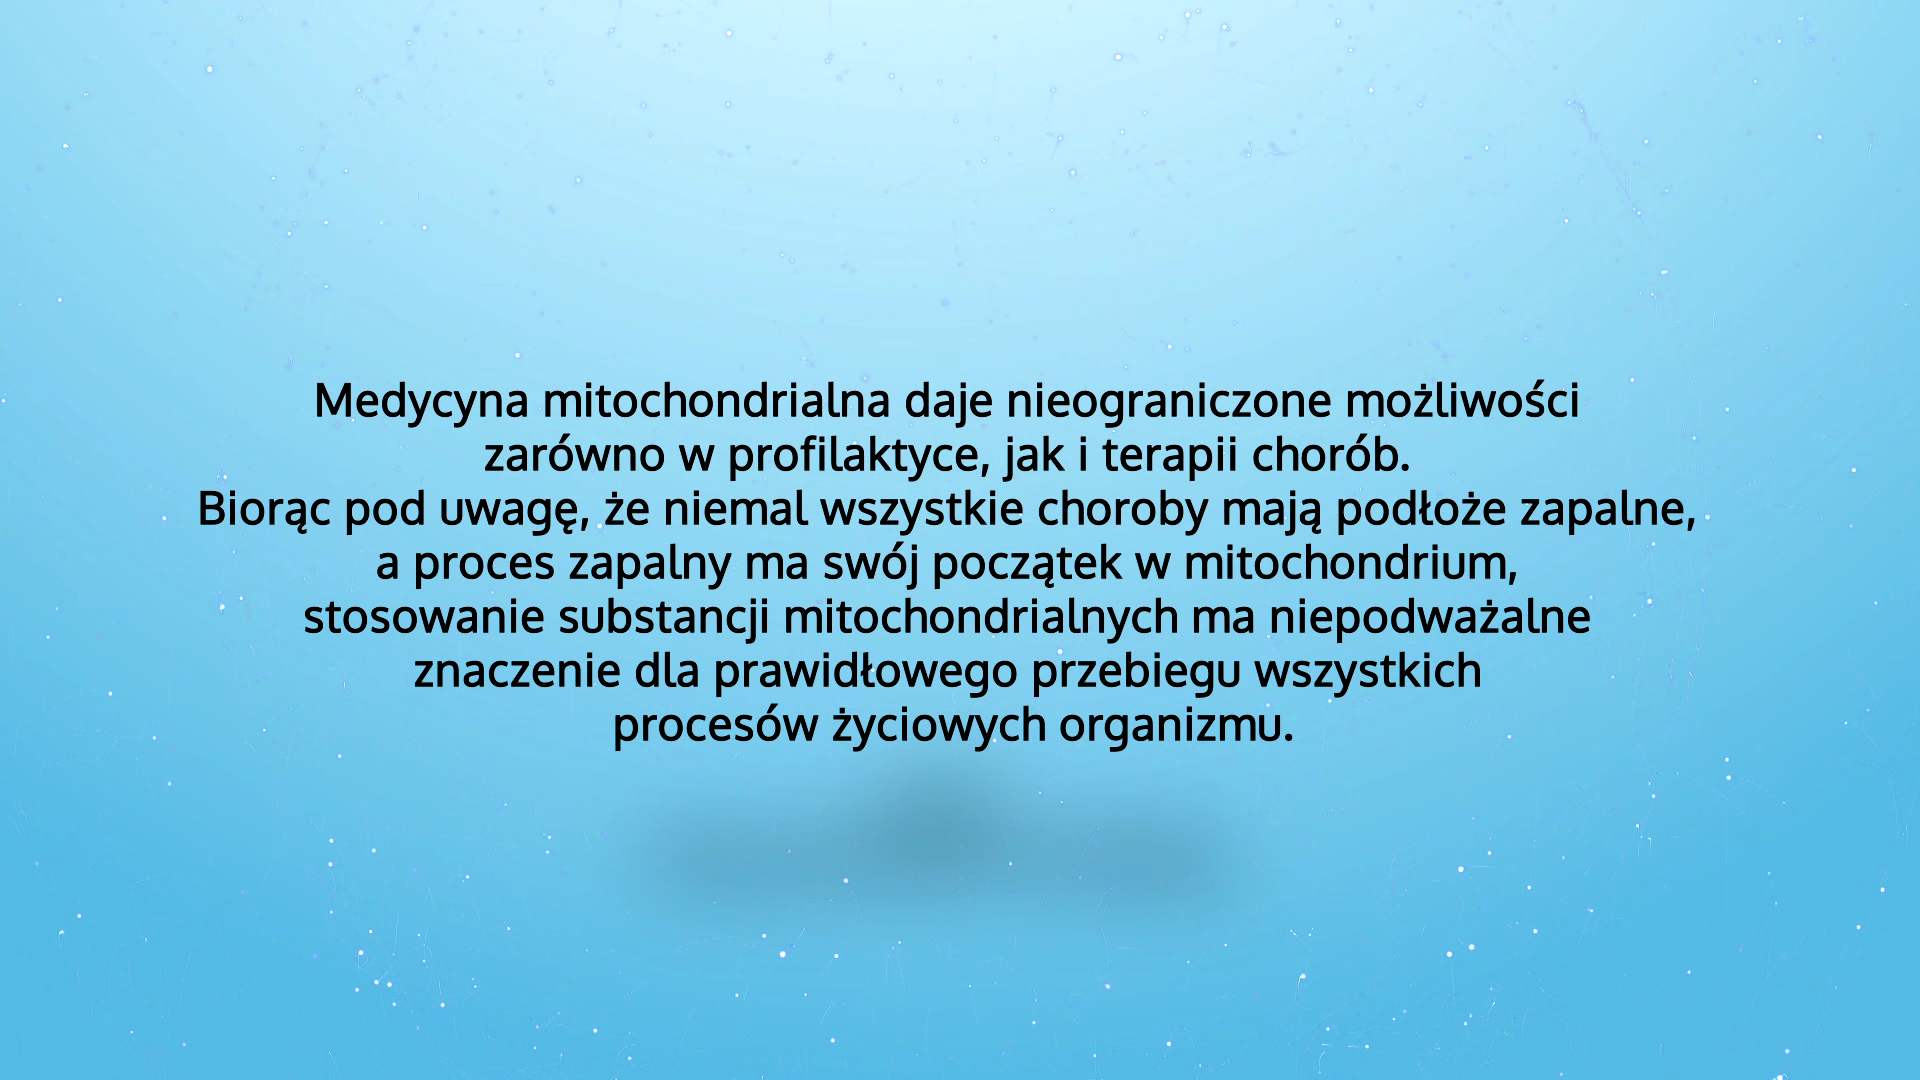 Medycyna mitochondrialna daje nieograniczone możliwości
zarówno w profilaktyce, jak i terapii chorób.
Biorąc pod uwagę, że niemal wszystkie choroby mają podłoże zapalne,
a proces zapalny ma swój początek w mitochondrium,
stosowanie substancji mitochondrialnych ma niepodważalne
znaczenie dla prawidłowego przebiegu wszystkich
procesów życiowych organizmu.